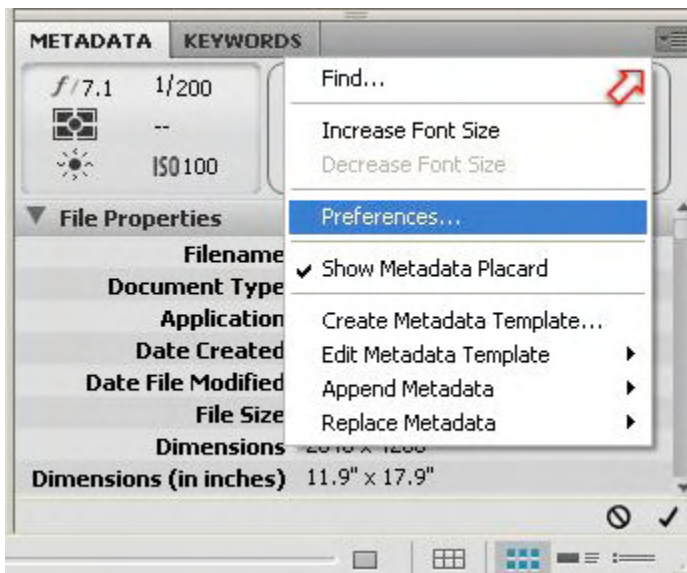 METADATA KEYWORDS
f/7.1 1/200
--
ISO 100
Find...
Increase Font Size
Decrease Font Size
Preferences...
Show Metadata Placard
Create Metadata Template...
Edit Metadata Template
Append Metadata
Replace Metadata
File Properties
Filename
Document Type
Application
Date Created
Date File Modified
File Size
Dimensions
Dimensions (in inches) 11.9" x 17.9"